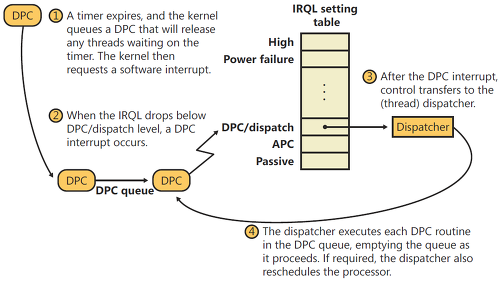 DPC
1 A timer expires, and the kernel
queues a DPC that will release
any threads waiting on the
timer. The kernel then
requests a software interrupt.
2 When the IRQL drops below
DPC/dispatch level, a DPC
interrupt occurs.
DPC
DPC queue
DPC
IRQL setting
table
High
Power failure
DPC/dispatch
APC
Passive
3 After the DPC interrupt,
control transfers to the
(thread) dispatcher.
Dispatcher
4 The dispatcher executes each DPC routine
in the DPC queue, emptying the queue as
it proceeds. If required, the dispatcher also
reschedules the processor.